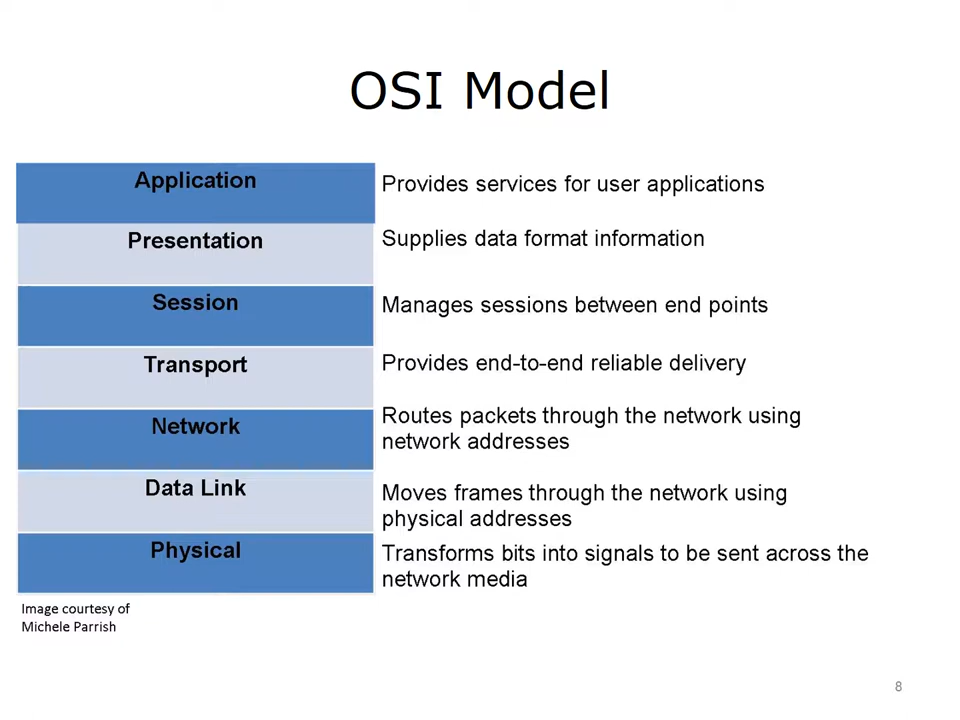 OSI Model
Application
Provides services for user applications
Presentation
Supplies data format information
Session
Manages sessions between end points
Transport
Provides end-to-end reliable delivery
Network
Routes packets through the network using
network addresses
Data Link
Moves frames through the network using
physical addresses
Physical
Transforms bits into signals to be sent across the
network media
Image courtesy of
Michele Parrish
8